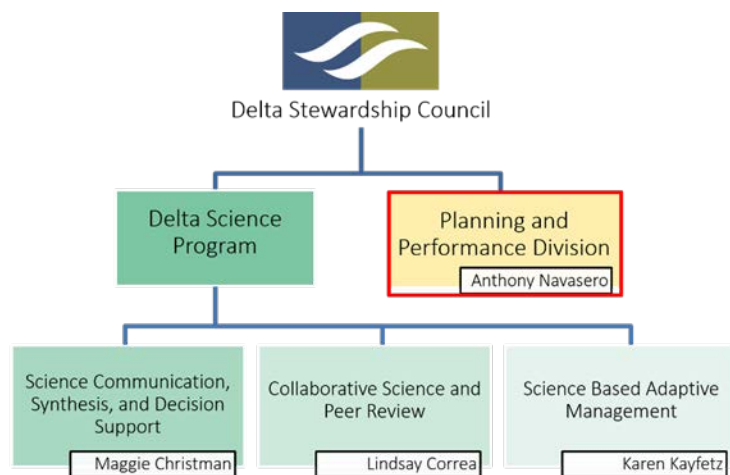 Delta Stewardship Council
Delta Science
Program
Planning and
Performance Division
Anthony Navasero
Science Communication,
Synthesis, and Decision
Support
Maggie Christman
Collaborative Science and
Peer Review
Lindsay Correa
Science Based Adaptive
Management
Karen Kayfetz